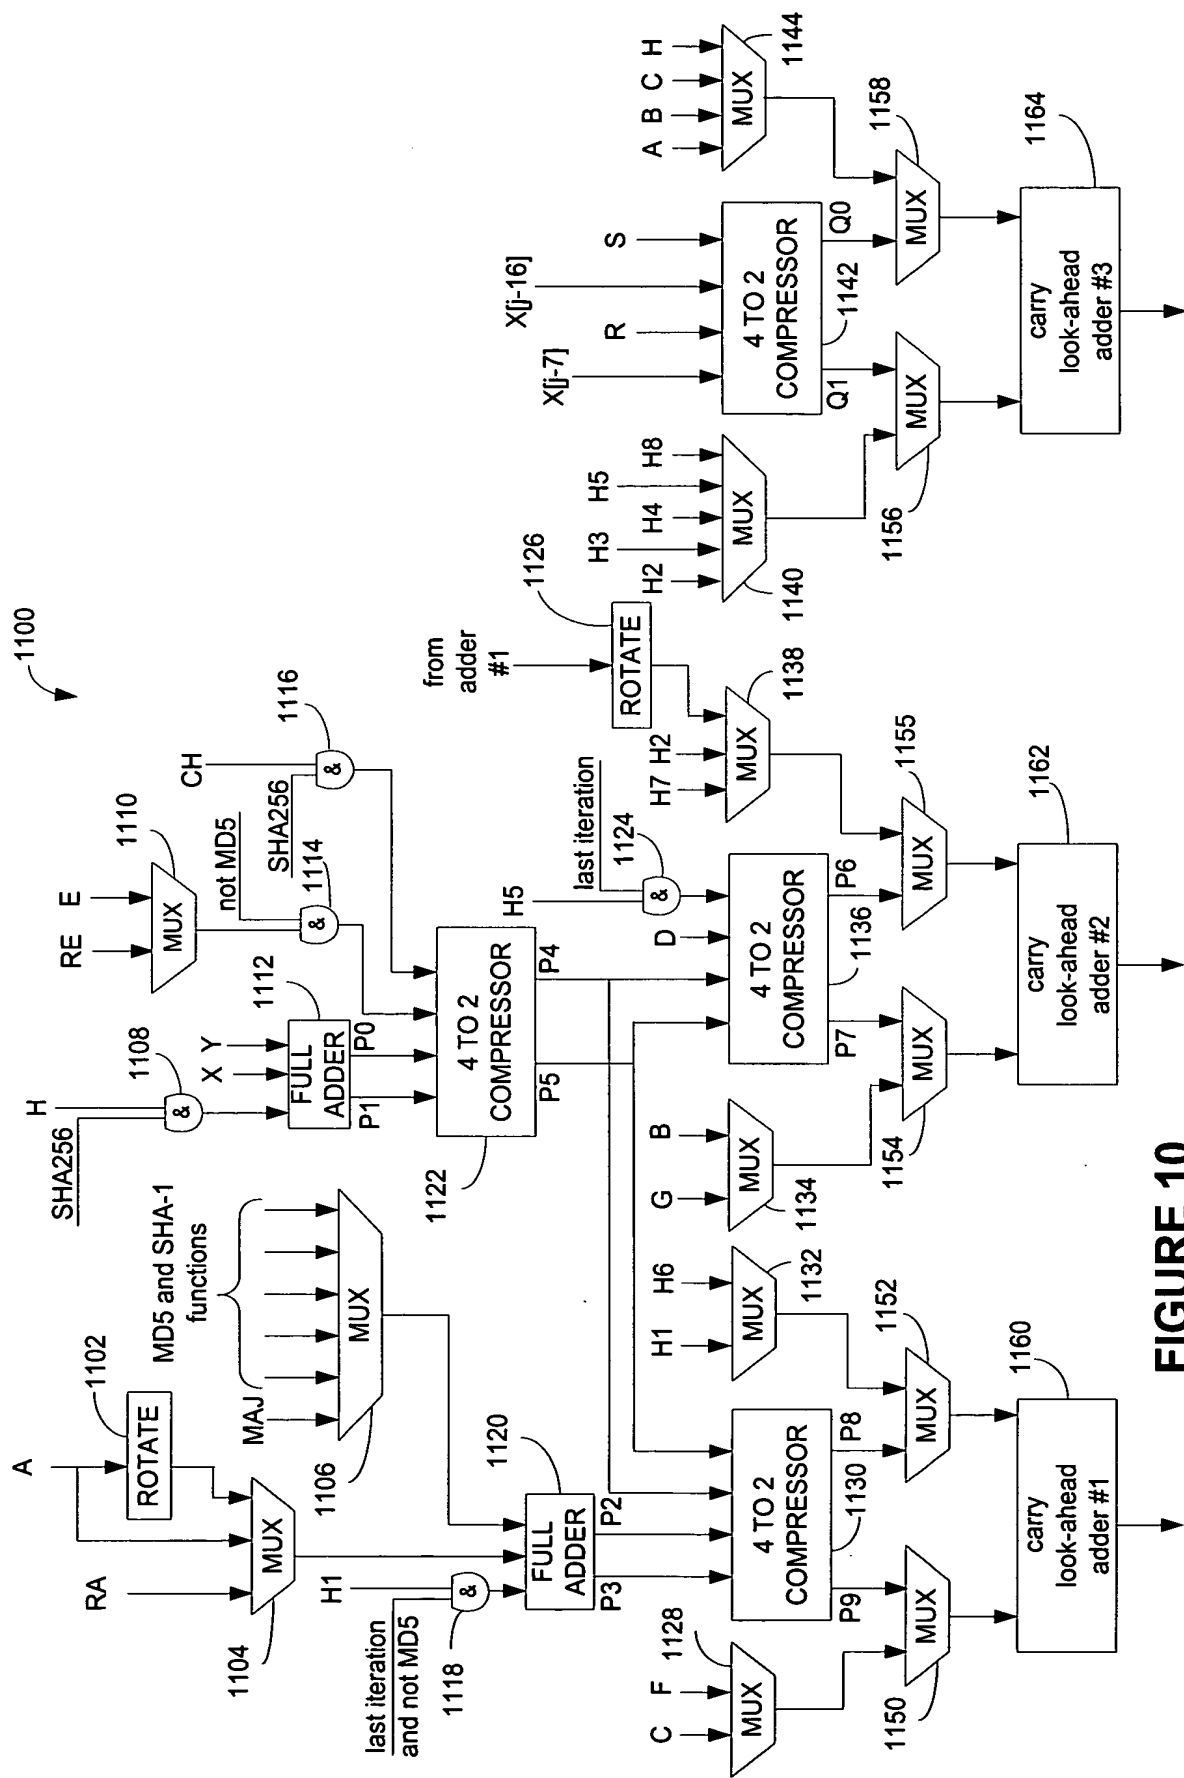 1100
A
RA
ROTATE
1102
MUX
1104
MAJ
MD5 and SHA-1
functions
MUX
1106
H1
last iteration
and not MD5
&
1118
FULL
ADDER
1120
P3
P2
H
SHA256
&
1108
X
Y
FULL
ADDER
1112
P1
P0
RE
E
MUX
1110
not MD5
&
1114
CH
SHA256
&
1116
4 TO 2
COMPRESSOR
1122
P5
P4
C
F
MUX
1128
4 TO 2
COMPRESSOR
1130
P9
P8
H1
H6
MUX
1132
G
B
MUX
1134
H5
last iteration
&
1124
D
4 TO 2
COMPRESSOR
1136
P7
P6
from
adder
#1
ROTATE
1126
H7
H2
MUX
1138
H2
H3
H4
H5
H8
MUX
1140
X[j-7]
R
X[j-16]
S
4 TO 2
COMPRESSOR
1142
Q1
Q0
A
B
C
H
MUX
1144
MUX
1150
MUX
1152
MUX
1154
MUX
1155
MUX
1156
MUX
1158
carry
look-ahead
adder #1
1160
carry
look-ahead
adder #2
1162
carry
look-ahead
adder #3
1164
FIGURE 10